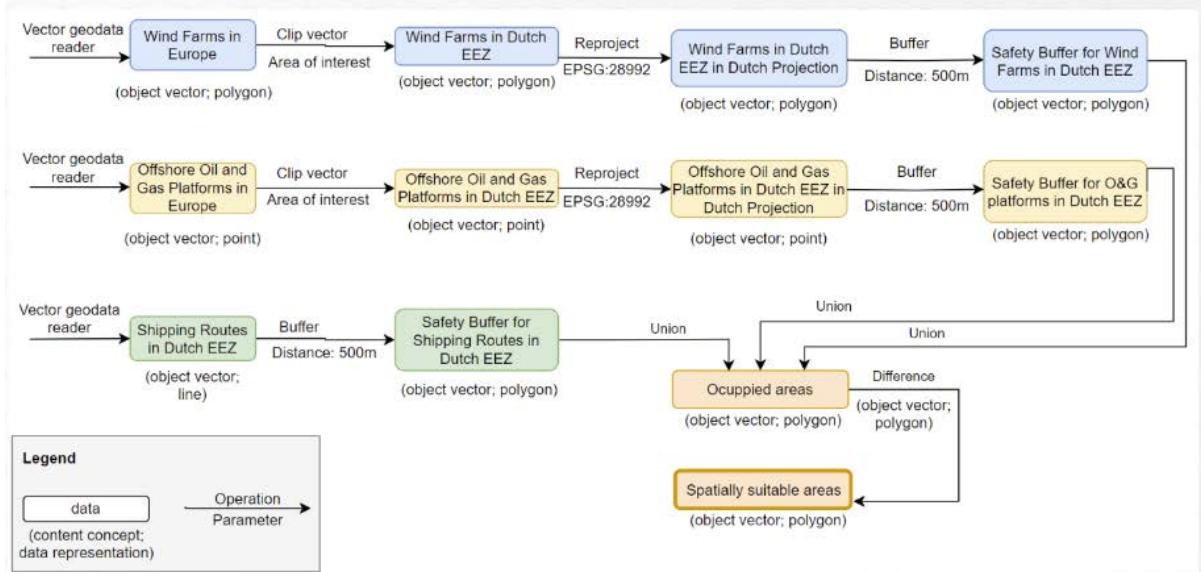 Vector geodata
reader
Wind Farms in
Europe
(object vector; polygon)
Clip vector
Area of interest
Wind Farms in Dutch
EEZ
(object vector; polygon)
Reproject
EPSG:28992
Wind Farms in Dutch
EEZ in Dutch Projection
(object vector; polygon)
Buffer
Distance: 500m
Safety Buffer for Wind
Farms in Dutch EEZ
(object vector; polygon)
Vector geodata
reader
Offshore Oil and
Gas Platforms in
Europe
(object vector; point)
Clip vector
Area of interest
Offshore Oil and Gas
Platforms in Dutch EEZ
(object vector; point)
Reproject
EPSG:28992
Offshore Oil and Gas
Platforms in Dutch EEZ in
Dutch Projection
(object vector; point)
Buffer
Distance: 500m
Safety Buffer for O&G
platforms in Dutch EEZ
(object vector; polygon)
Vector geodata
reader
Shipping Routes
in Dutch EEZ
(object vector;
line)
Buffer
Distance: 500m
Safety Buffer for
Shipping Routes in
Dutch EEZ
(object vector; polygon)
Union
Union
Union
Ocuppied areas
(object vector; polygon)
Difference
(object vector;
polygon)
Spatially suitable areas
(object vector; polygon)
Legend
data
(content concept;
data representation)
Operation
Parameter